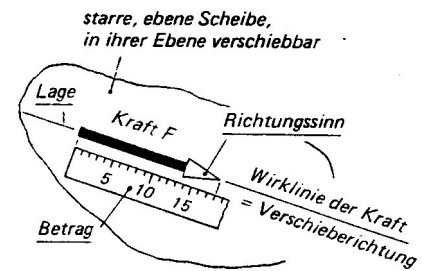 starre, ebene Scheibe,
in ihrer Ebene verschiebbar
Lage
Kraft F
Richtungssinn
5 10 15
Wirklinie der Kraft
= Verschieberichtung
Betrag